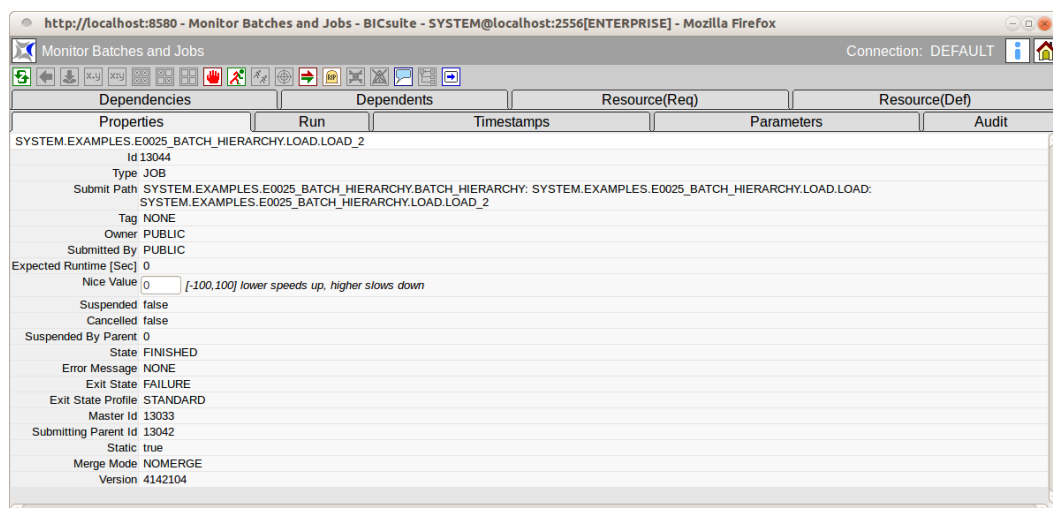 http://localhost:8580 - Monitor Batches and Jobs - BICsuite - SYSTEM@localhost:2556[ENTERPRISE] - Mozilla Firefox
Monitor Batches and Jobs Connection: DEFAULT
x,y x:y RIP
Dependencies Dependents Resource(Req) Resource(Def)
Properties Run Timestamps Parameters Audit
SYSTEM.EXAMPLES.E0025_BATCH_HIERARCHY.LOAD.LOAD_2
Id 13044
Type JOB
Submit Path SYSTEM.EXAMPLES.E0025_BATCH_HIERARCHY.BATCH_HIERARCHY: SYSTEM.EXAMPLES.E0025_BATCH_HIERARCHY.LOAD.LOAD:
SYSTEM.EXAMPLES.E0025_BATCH_HIERARCHY.LOAD.LOAD_2
Tag NONE
Owner PUBLIC
Submitted By PUBLIC
Expected Runtime [Sec] 0
Nice Value 0 [-100,100] lower speeds up, higher slows down
Suspended false
Cancelled false
Suspended By Parent 0
State FINISHED
Error Message NONE
Exit State FAILURE
Exit State Profile STANDARD
Master Id 13033
Submitting Parent Id 13042
Static true
Merge Mode NOMERGE
Version 4142104